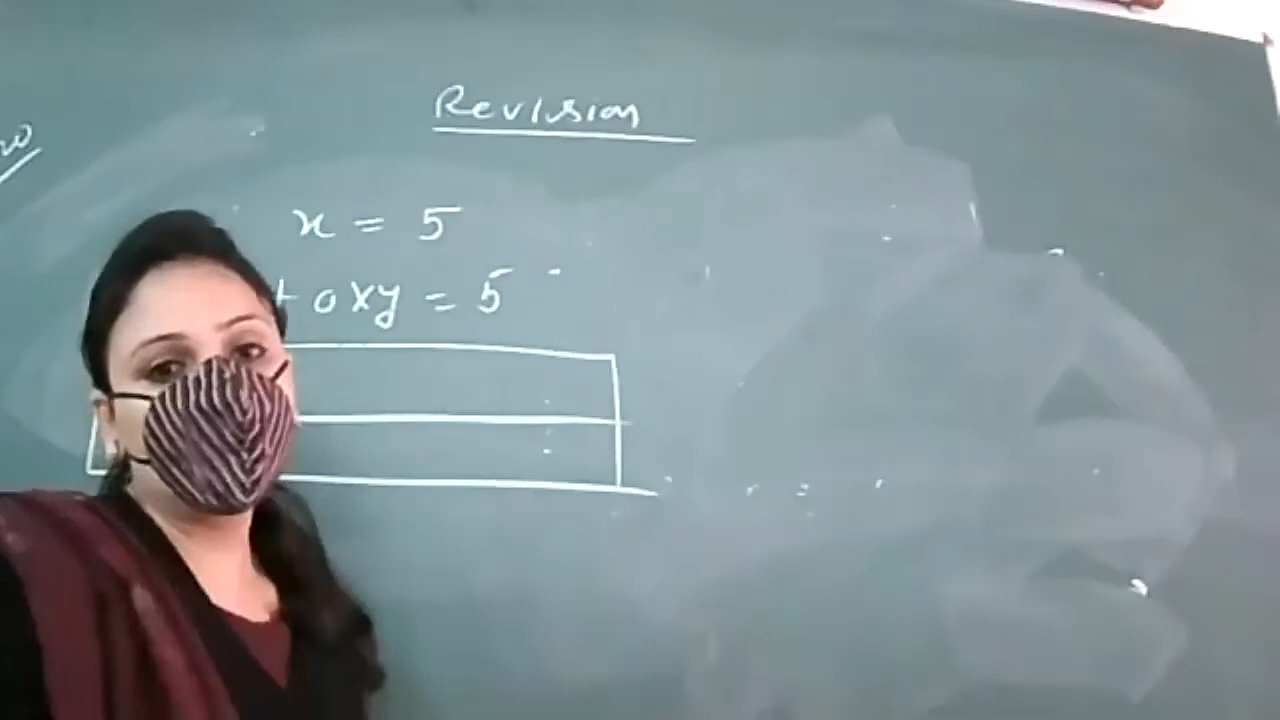 Revision
x = 5
+ 0xy = 5